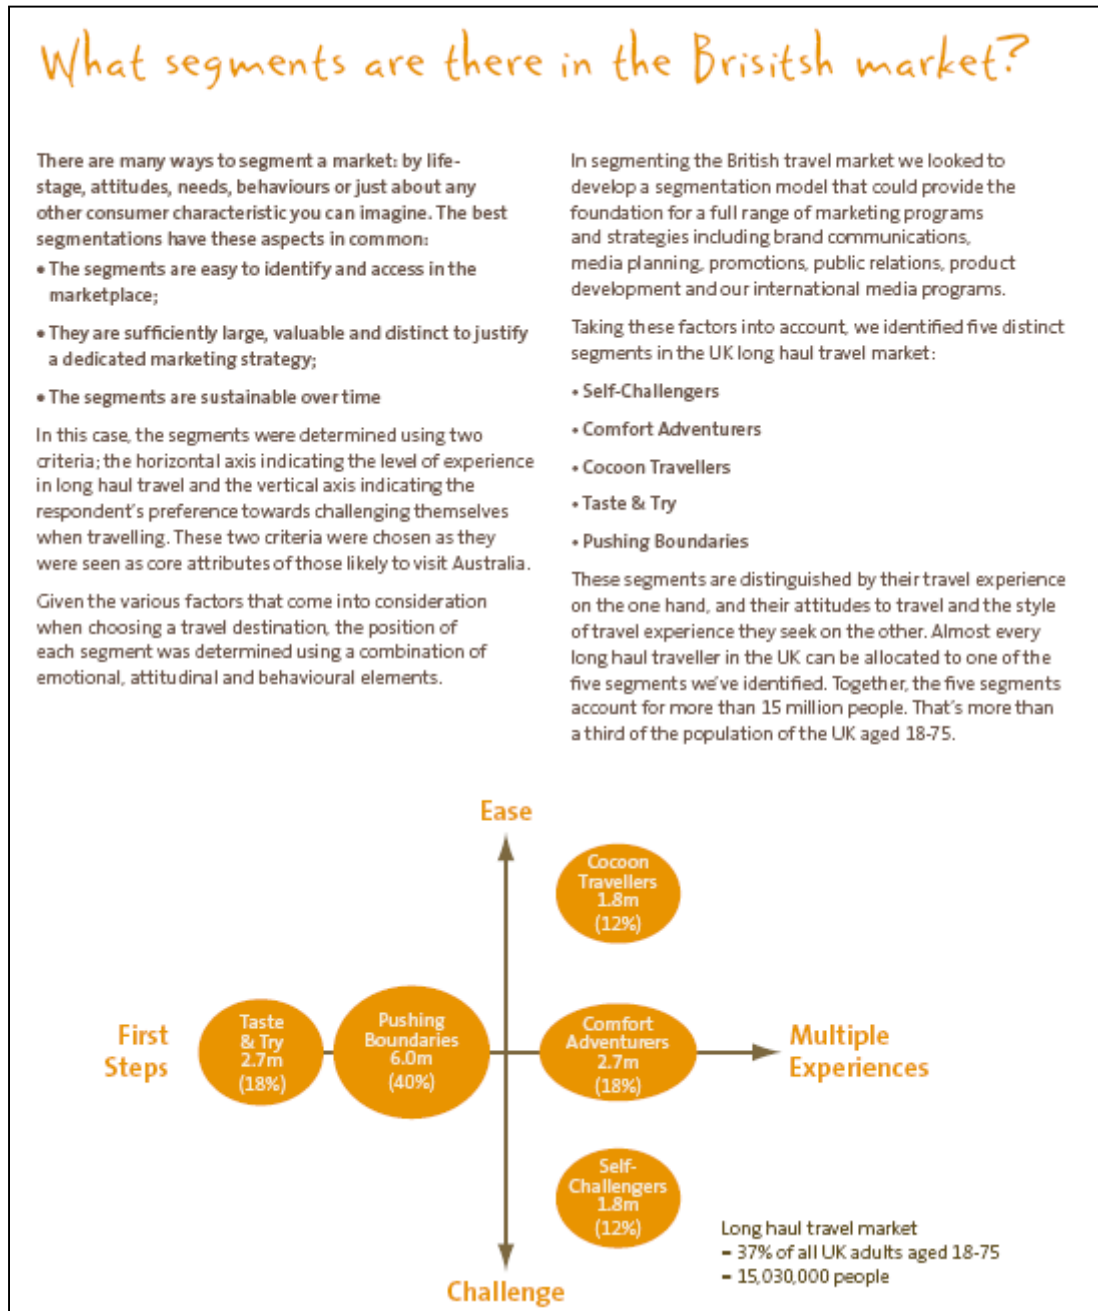 What segments are there in the Brisitsh market?
There are many ways to segment a market: by life-
stage, attitudes, needs, behaviours or just about any
other consumer characteristic you can imagine. The best
segmentations have these aspects in common:
• The segments are easy to identify and access in the
marketplace;
• They are sufficiently large, valuable and distinct to justify
a dedicated marketing strategy;
• The segments are sustainable over time
In this case, the segments were determined using two
criteria; the horizontal axis indicating the level of experience
in long haul travel and the vertical axis indicating the
respondent's preference towards challenging themselves
when travelling. These two criteria were chosen as they
were seen as core attributes of those likely to visit Australia.
Given the various factors that come into consideration
when choosing a travel destination, the position of
each segment was determined using a combination of
emotional, attitudinal and behavioural elements.
In segmenting the British travel market we looked to
develop a segmentation model that could provide the
foundation for a full range of marketing programs
and strategies including brand communications,
media planning, promotions, public relations, product
development and our international media programs.
Taking these factors into account, we identified five distinct
segments in the UK long haul travel market:
• Self-Challengers
• Comfort Adventurers
• Cocoon Travellers
• Taste & Try
• Pushing Boundaries
These segments are distinguished by their travel experience
on the one hand, and their attitudes to travel and the style
of travel experience they seek on the other. Almost every
long haul traveller in the UK can be allocated to one of the
five segments we've identified. Together, the five segments
account for more than 15 million people. That's more than
a third of the population of the UK aged 18-75.
Ease
Cocoon
Travellers
1.8m
(12%)
First
Steps
Taste
& Try
2.7m
(18%)
Pushing
Boundaries
6.0m
(40%)
Comfort
Adventurers
2.7m
(18%)
Multiple
Experiences
Self-
Challengers
1.8m
(12%)
Challenge
Long haul travel market
– 37% of all UK adults aged 18-75
– 15,030,000 people